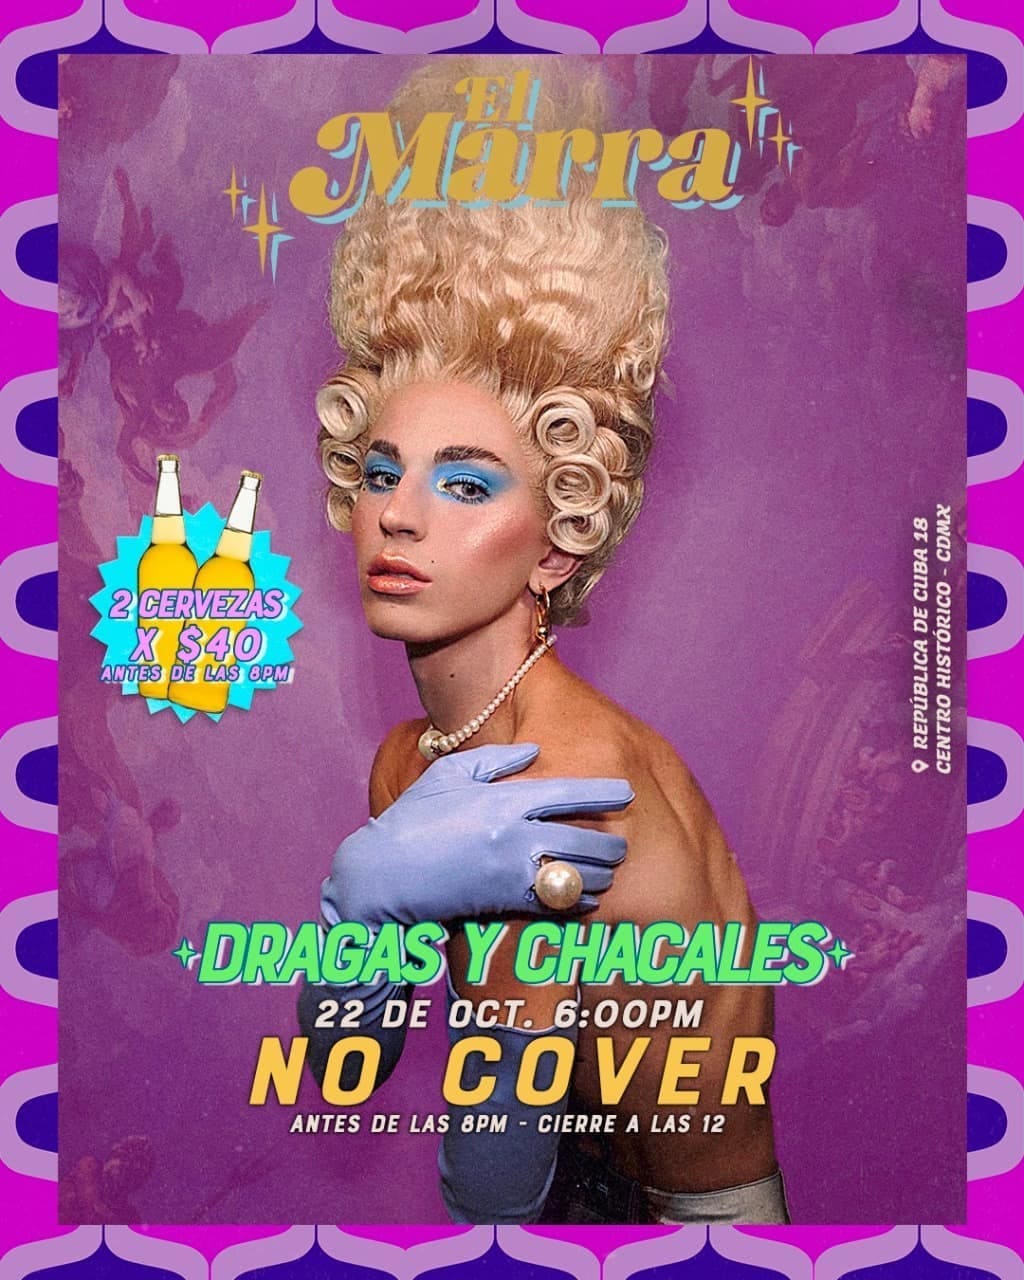 El
Marra
2 CERVEZAS
X $40
ANTES DE LAS 8PM
REPÚBLICA DE CUBA 18
CENTRO HISTÓRICO - CDMX
DRAGAS Y CHACALES
22 DE OCT. 6:00PM
NO COVER
ANTES DE LAS 8PM - CIERRE A LAS 12